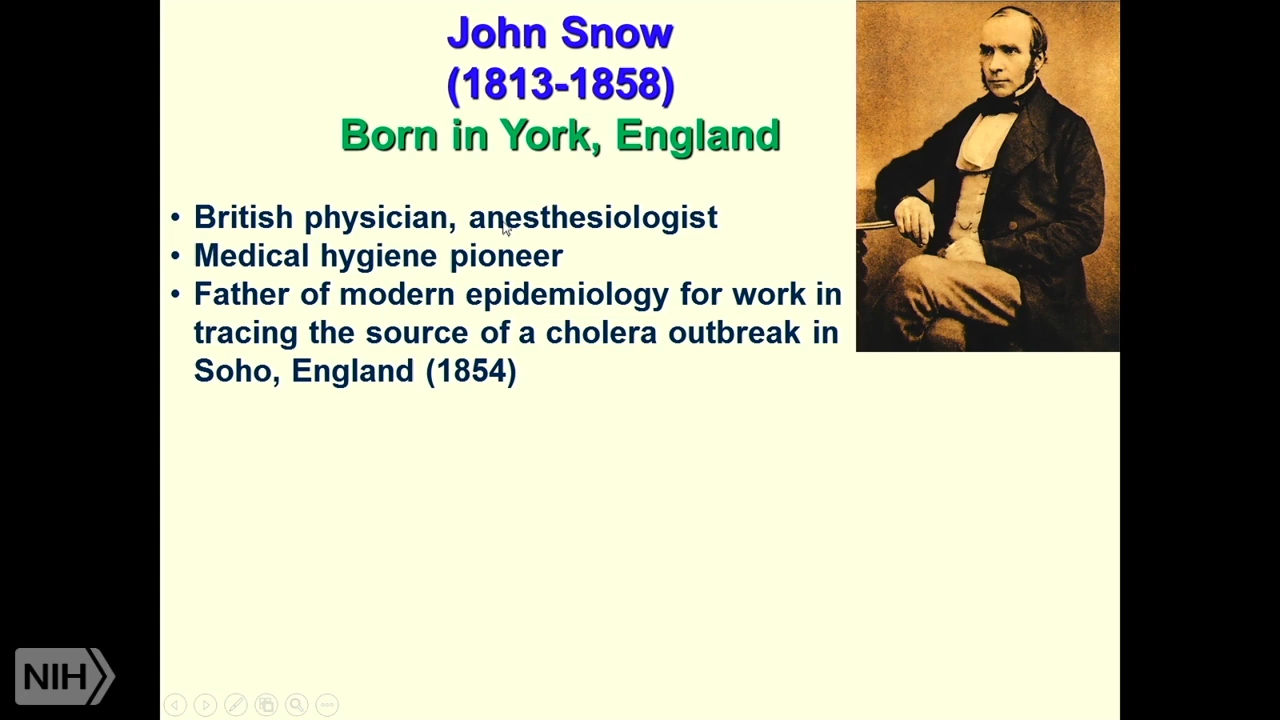 John Snow
(1813-1858)
Born in York, England
• British physician, anesthesiologist
• Medical hygiene pioneer
• Father of modern epidemiology for work in
tracing the source of a cholera outbreak in
Soho, England (1854)
NIH